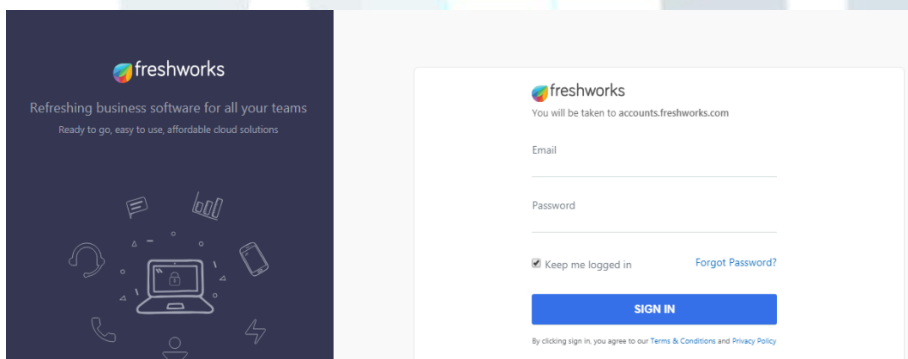 freshworks
Refreshing business software for all your teams
Ready to go, easy to use, affordable cloud solutions
freshworks
You will be taken to accounts.freshworks.com
Email
Password
Keep me logged in
Forgot Password?
SIGN IN
By clicking sign in, you agree to our Terms & Conditions and Privacy Policy